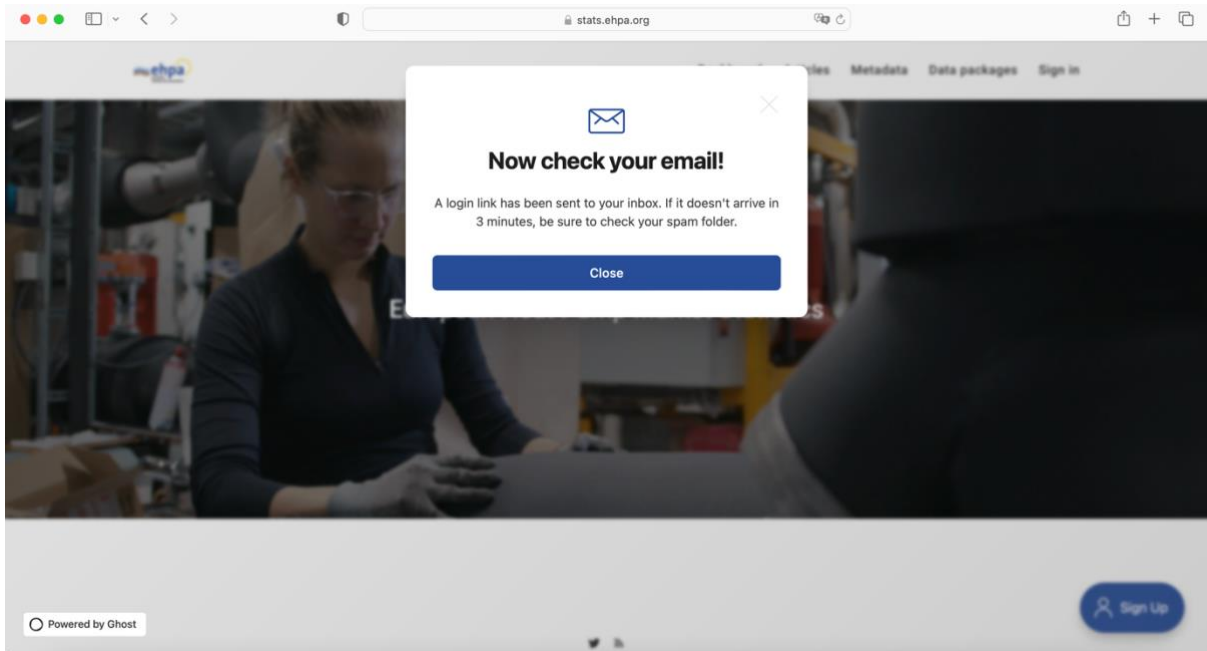 stats.ehpa.org
my ehpa
Metadata Data packages Sign in
Now check your email!
A login link has been sent to your inbox. If it doesn't arrive in
3 minutes, be sure to check your spam folder.
Close
Powered by Ghost
Sign Up